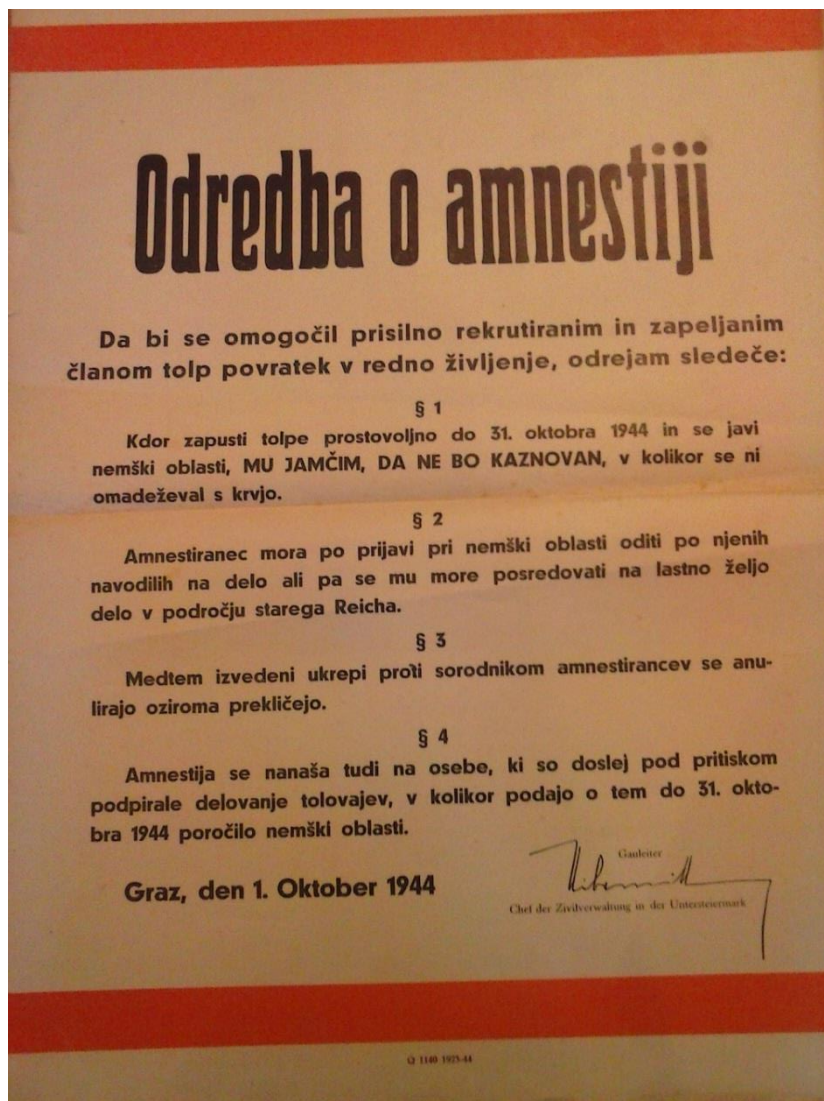 Odredba o amnestiji
Da bi se omogočil prisilno rekrutiranim in zapeljanim
članom tolp povratek v redno življenje, odrejam sledeče:
§ 1
Kdor zapusti tolpe prostovoljno do 31. oktobra 1944 in se javi
nemški oblasti, MU JAMČIM, DA NE BO KAZNOVAN, v kolikor se ni
omadeževal s krvjo.
§ 2
Amnestiranec mora po prijavi pri nemški oblasti oditi po njenih
navodilih na delo ali pa se mu more posredovati na lastno željo
delo v področju starega Reicha.
§ 3
Medtem izvedeni ukrepi proti sorodnikom amnestirancev se anu-
lirajo oziroma prekličejo.
§ 4
Amnestija se nanaša tudi na osebe, ki so doslej pod pritiskom
podpirale delovanje tolovajev, v kolikor podajo o tem do 31. okto-
bra 1944 poročilo nemški oblasti.
Graz, den 1. Oktober 1944
Gauleiter
Chef der Zivilverwaltung in der Untersteiermark